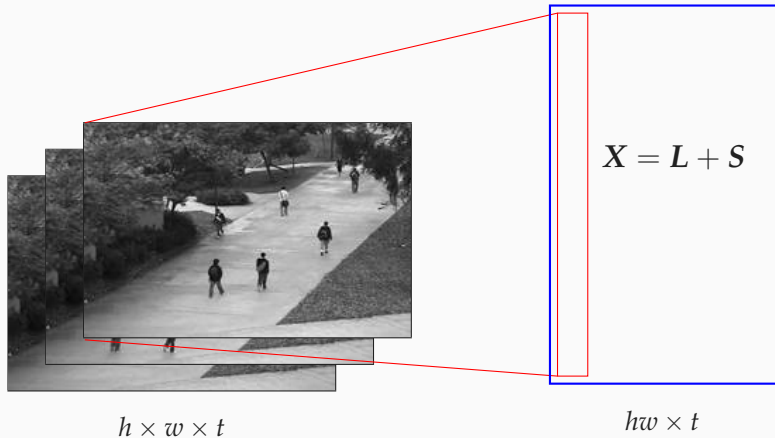 X = L + S
h × w × t
hw × t